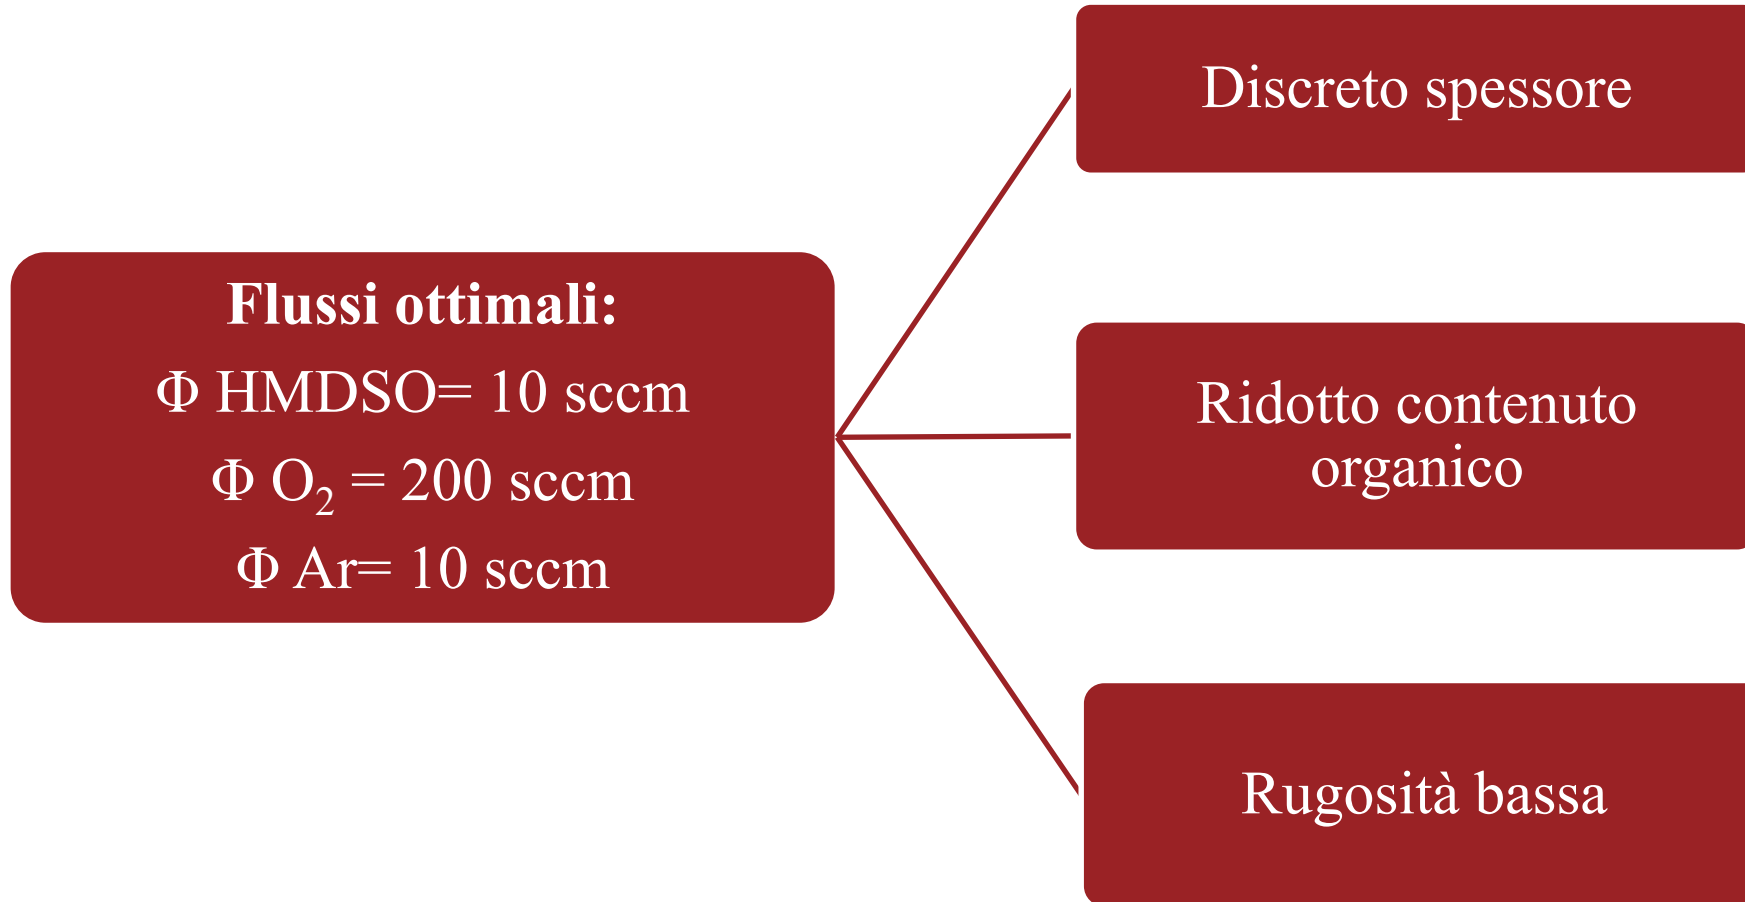 Flussi ottimali:
Φ HMDSO= 10 sccm
Φ O₂ = 200 sccm
Φ Ar= 10 sccm
Discreto spessore
Ridotto contenuto
organico
Rugosità bassa